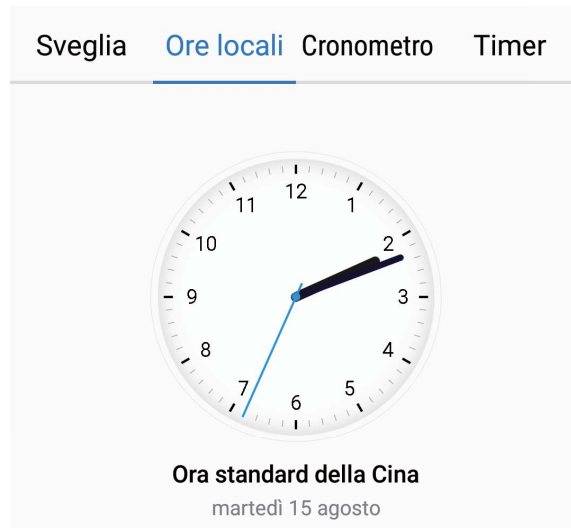 Sveglia Ore locali Cronometro Timer
12
11 1
10 2
9 3
8 4
7 5
6
Ora standard della Cina
martedì 15 agosto